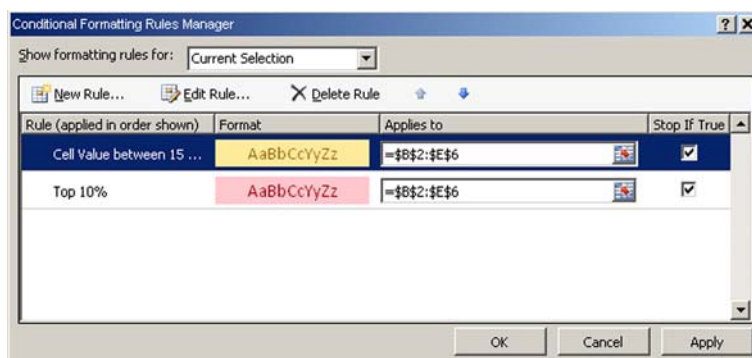 Conditional Formatting Rules Manager
Show formatting rules for: Current Selection
New Rule... Edit Rule... Delete Rule
Rule (applied in order shown) Format Applies to Stop If True
Cell Value between 15 ... AaBbCcYyZz =$B$2:$E$6
Top 10% AaBbCcYyZz =$B$2:$E$6
OK Cancel Apply